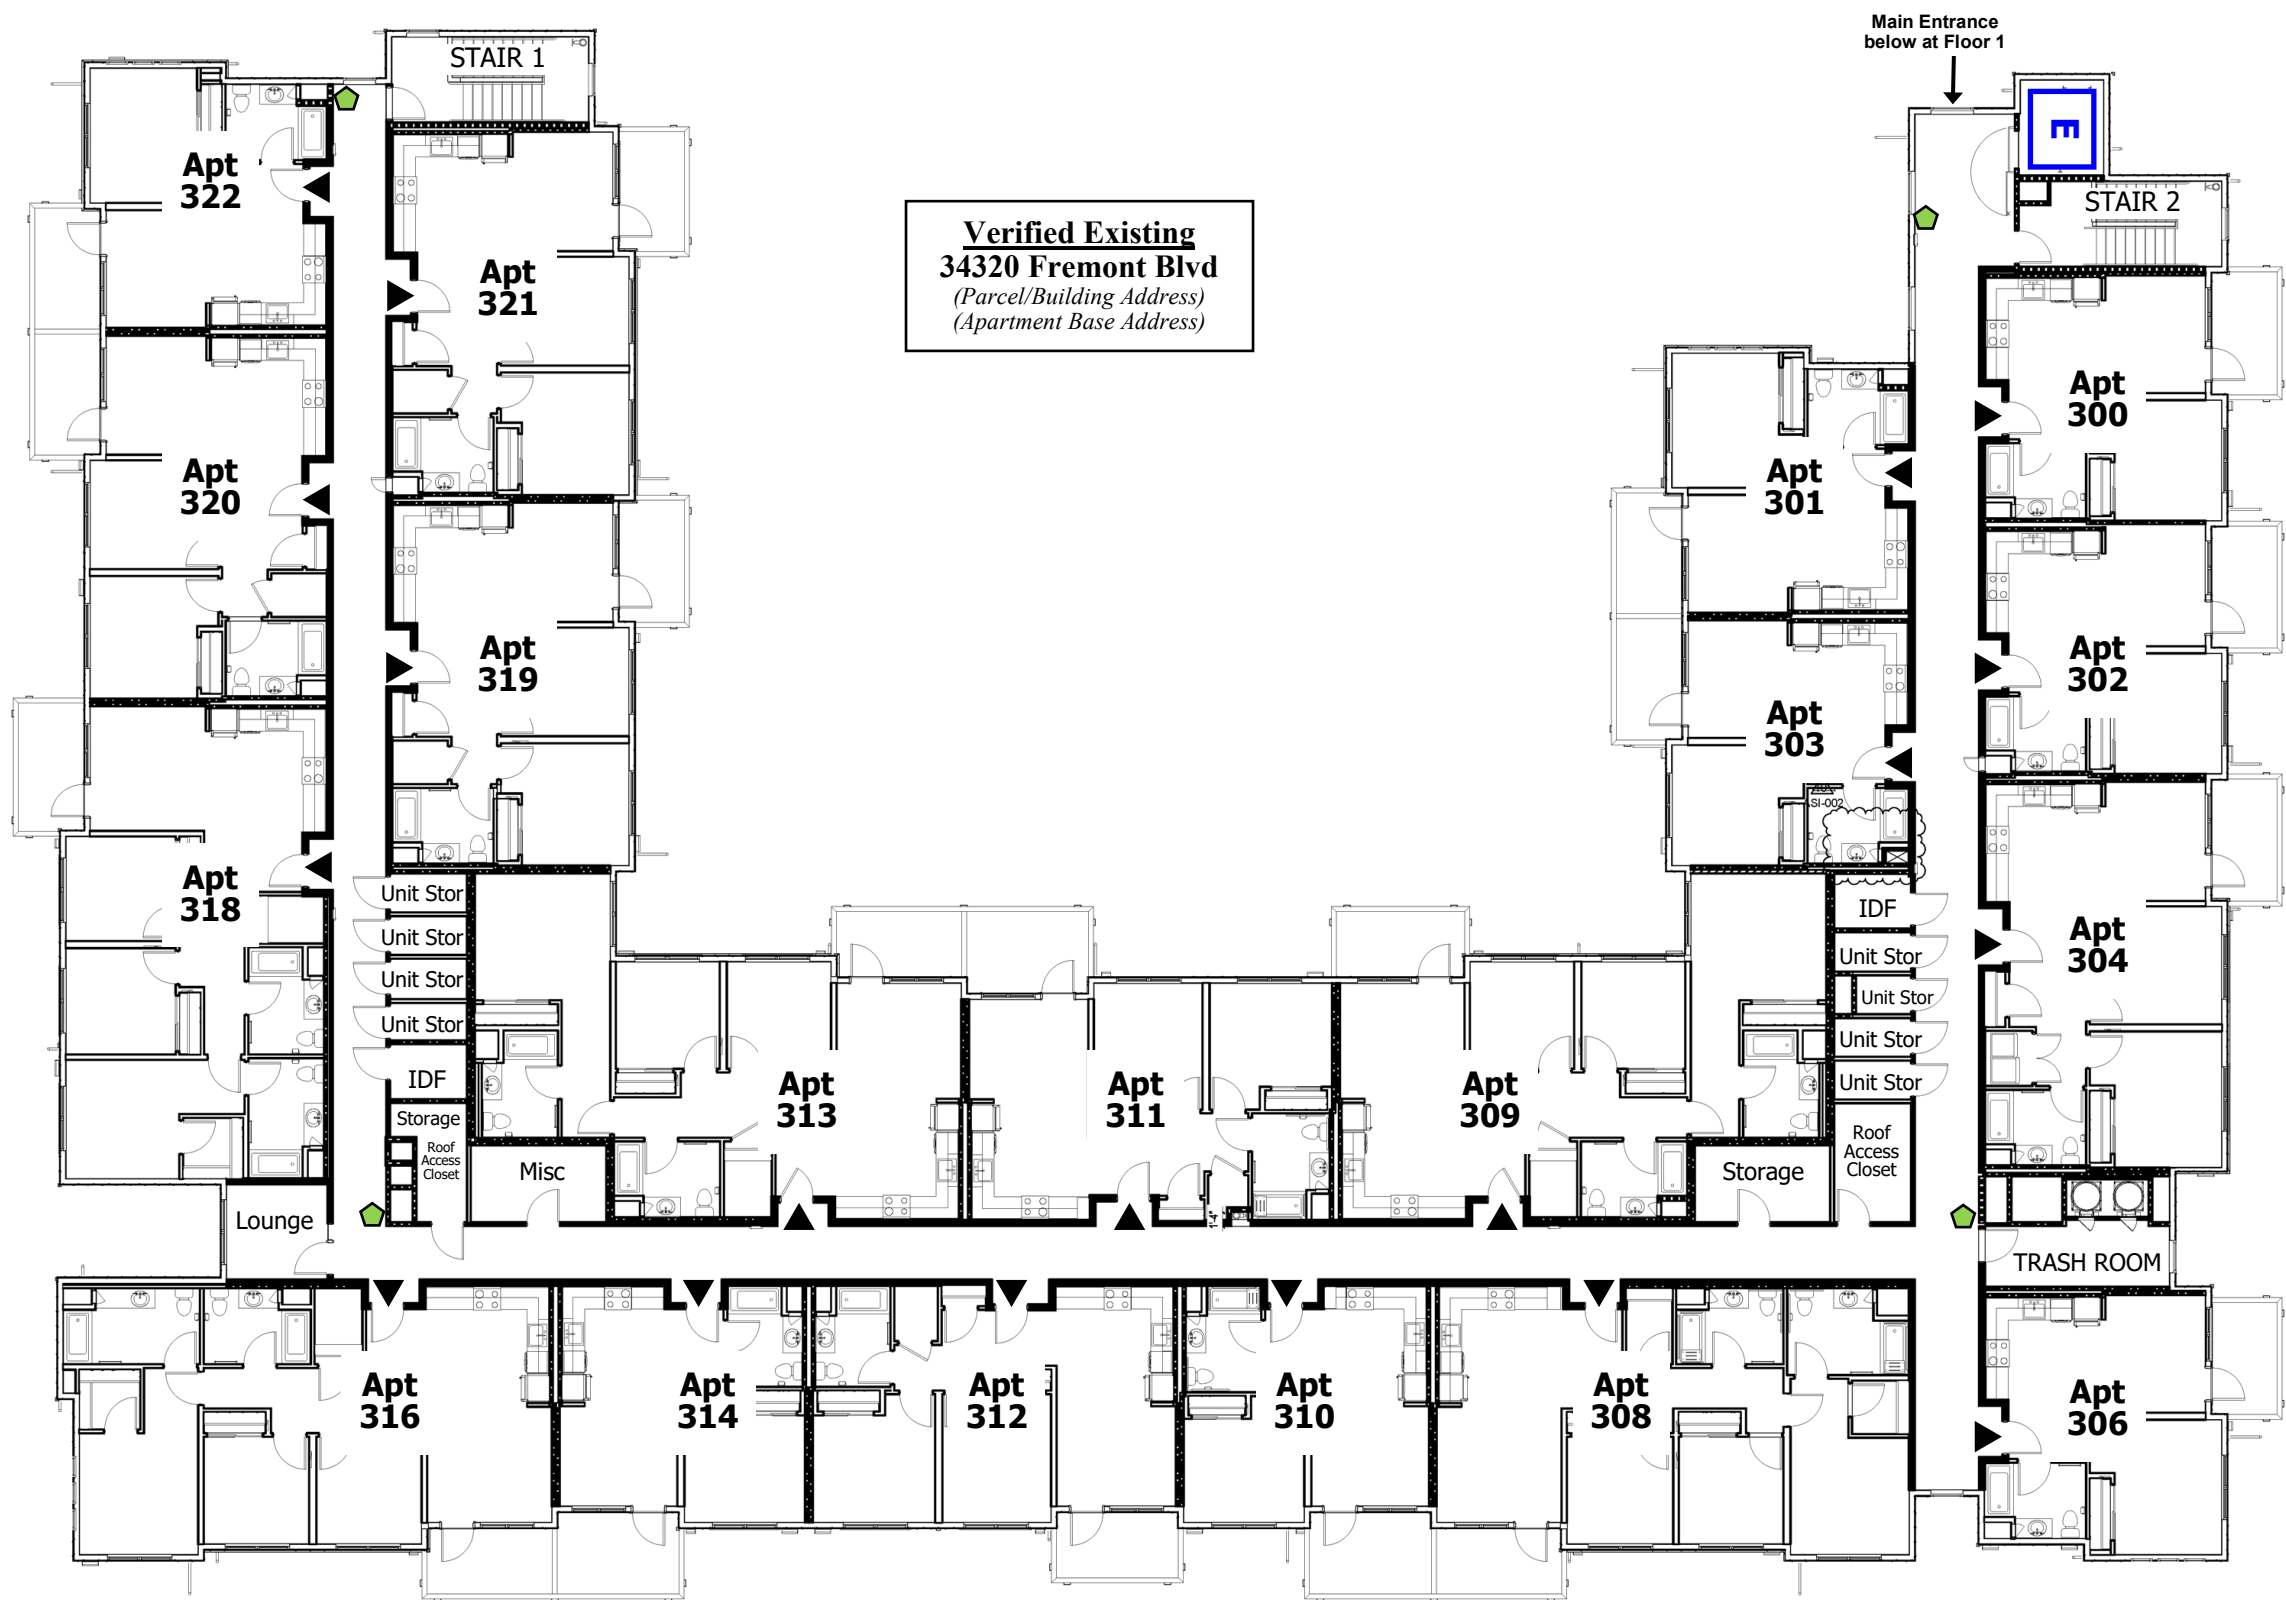 Main Entrance
below at Floor 1
STAIR 1
E
STAIR 2
Verified Existing
34320 Fremont Blvd
(Parcel/Building Address)
(Apartment Base Address)
Apt
322
Apt
321
Apt
300
Apt
301
Apt
320
Apt
319
Apt
302
Apt
303
SI-002
Apt
318
Unit Stor
Unit Stor
Unit Stor
Unit Stor
IDF
Storage
Roof
Access
Closet
Misc
Lounge
IDF
Unit Stor
Unit Stor
Unit Stor
Unit Stor
Roof
Access
Closet
Storage
Apt
304
Apt
313
Apt
311
Apt
309
1'-4"
TRASH ROOM
Apt
316
Apt
314
Apt
312
Apt
310
Apt
308
Apt
306